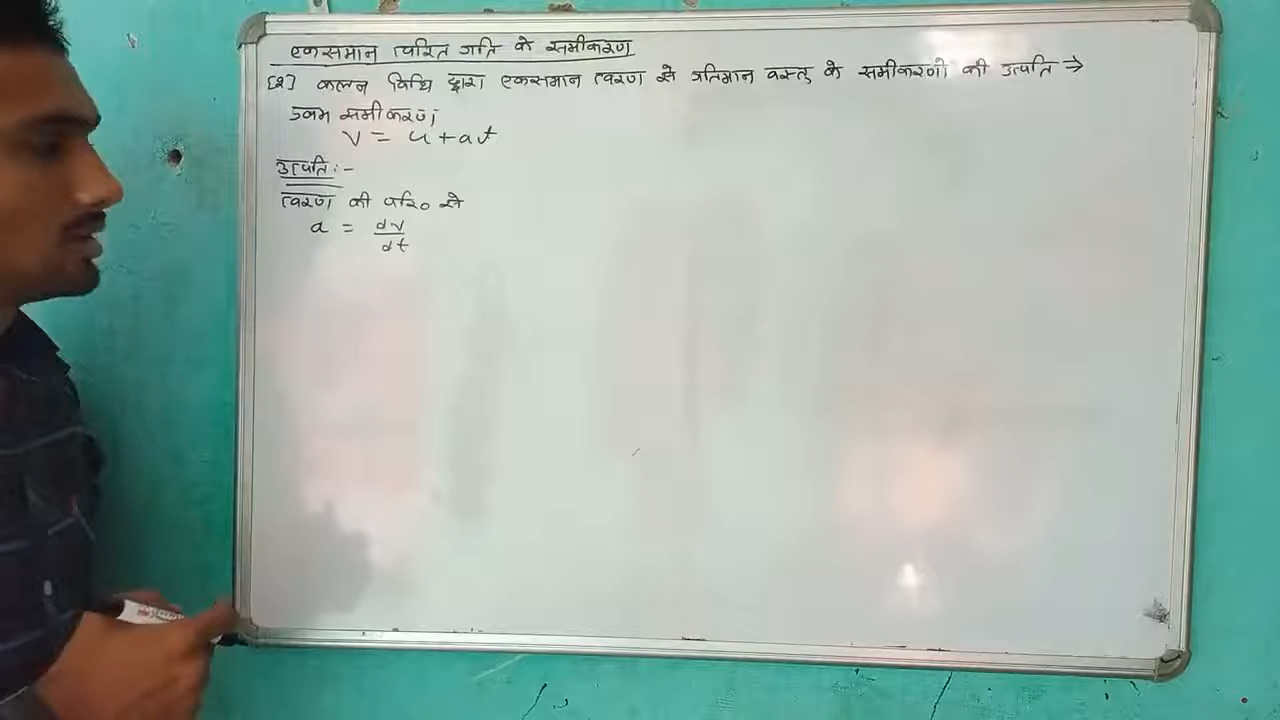 एकसमान त्वरित गति के समीकरण
[2] कलन विधि द्वारा एकसमान त्वरण से गतिमान वस्तु के समीकरणों की उत्पति →
समीकरण
v = u + at
उत्पति :-
त्वरण की परि० से
a = dv/dt